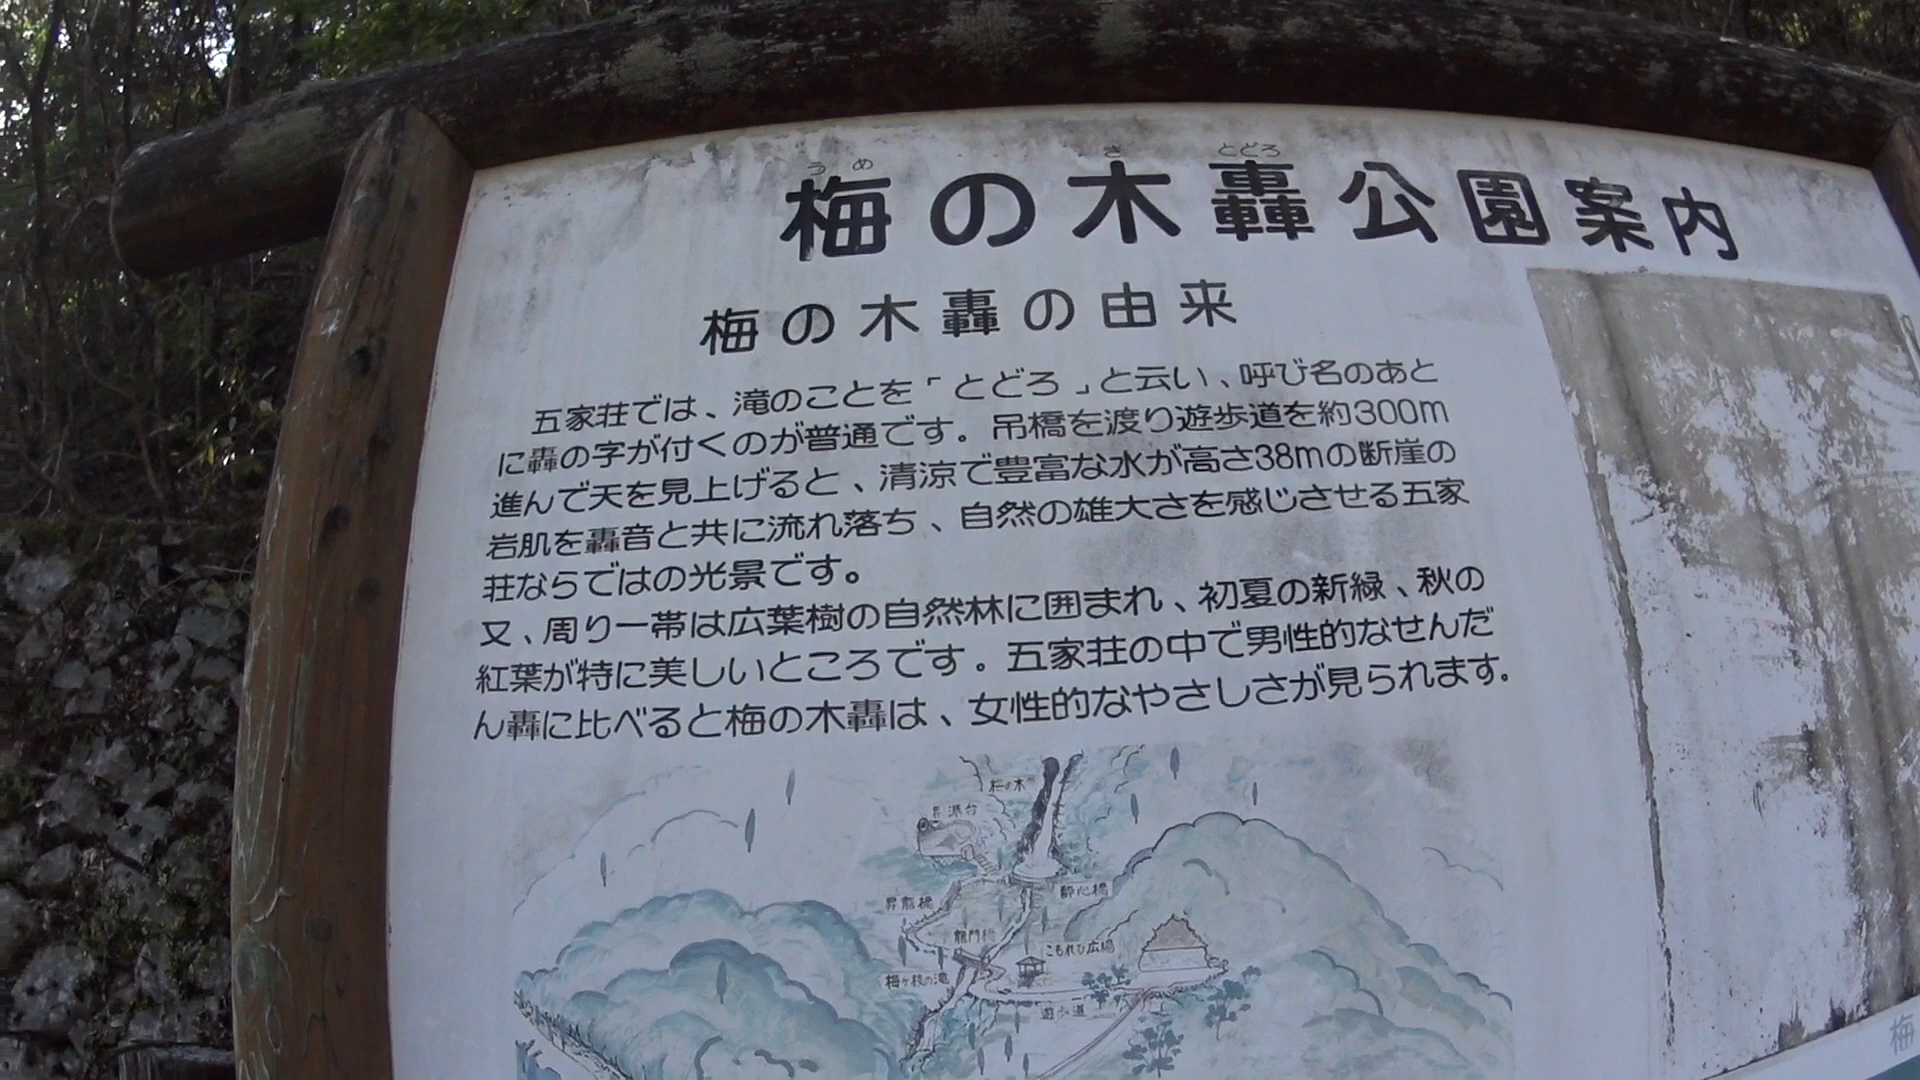 うめ き とどろ
梅の木轟公園案内
梅の木轟の由来
五家荘では、滝のことを「とどろ」と云い、呼び名のあと
に轟の字が付くのが普通です。吊橋を渡り遊歩道を約300m
進んで天を見上げると、清涼で豊富な水が高さ38mの断崖の
岩肌を轟音と共に流れ落ち、自然の雄大さを感じさせる五家
荘ならではの光景です。
又、周り一帯は広葉樹の自然林に囲まれ、初夏の新緑、秋の
紅葉が特に美しいところです。五家荘の中で男性的なせんだ
ん轟に比べると梅の木轟は、女性的なやさしさが見られます。
梅の木
昇龍橋
龍門橋
こもれび広場
梅ヶ枝の滝
遊歩道
梅